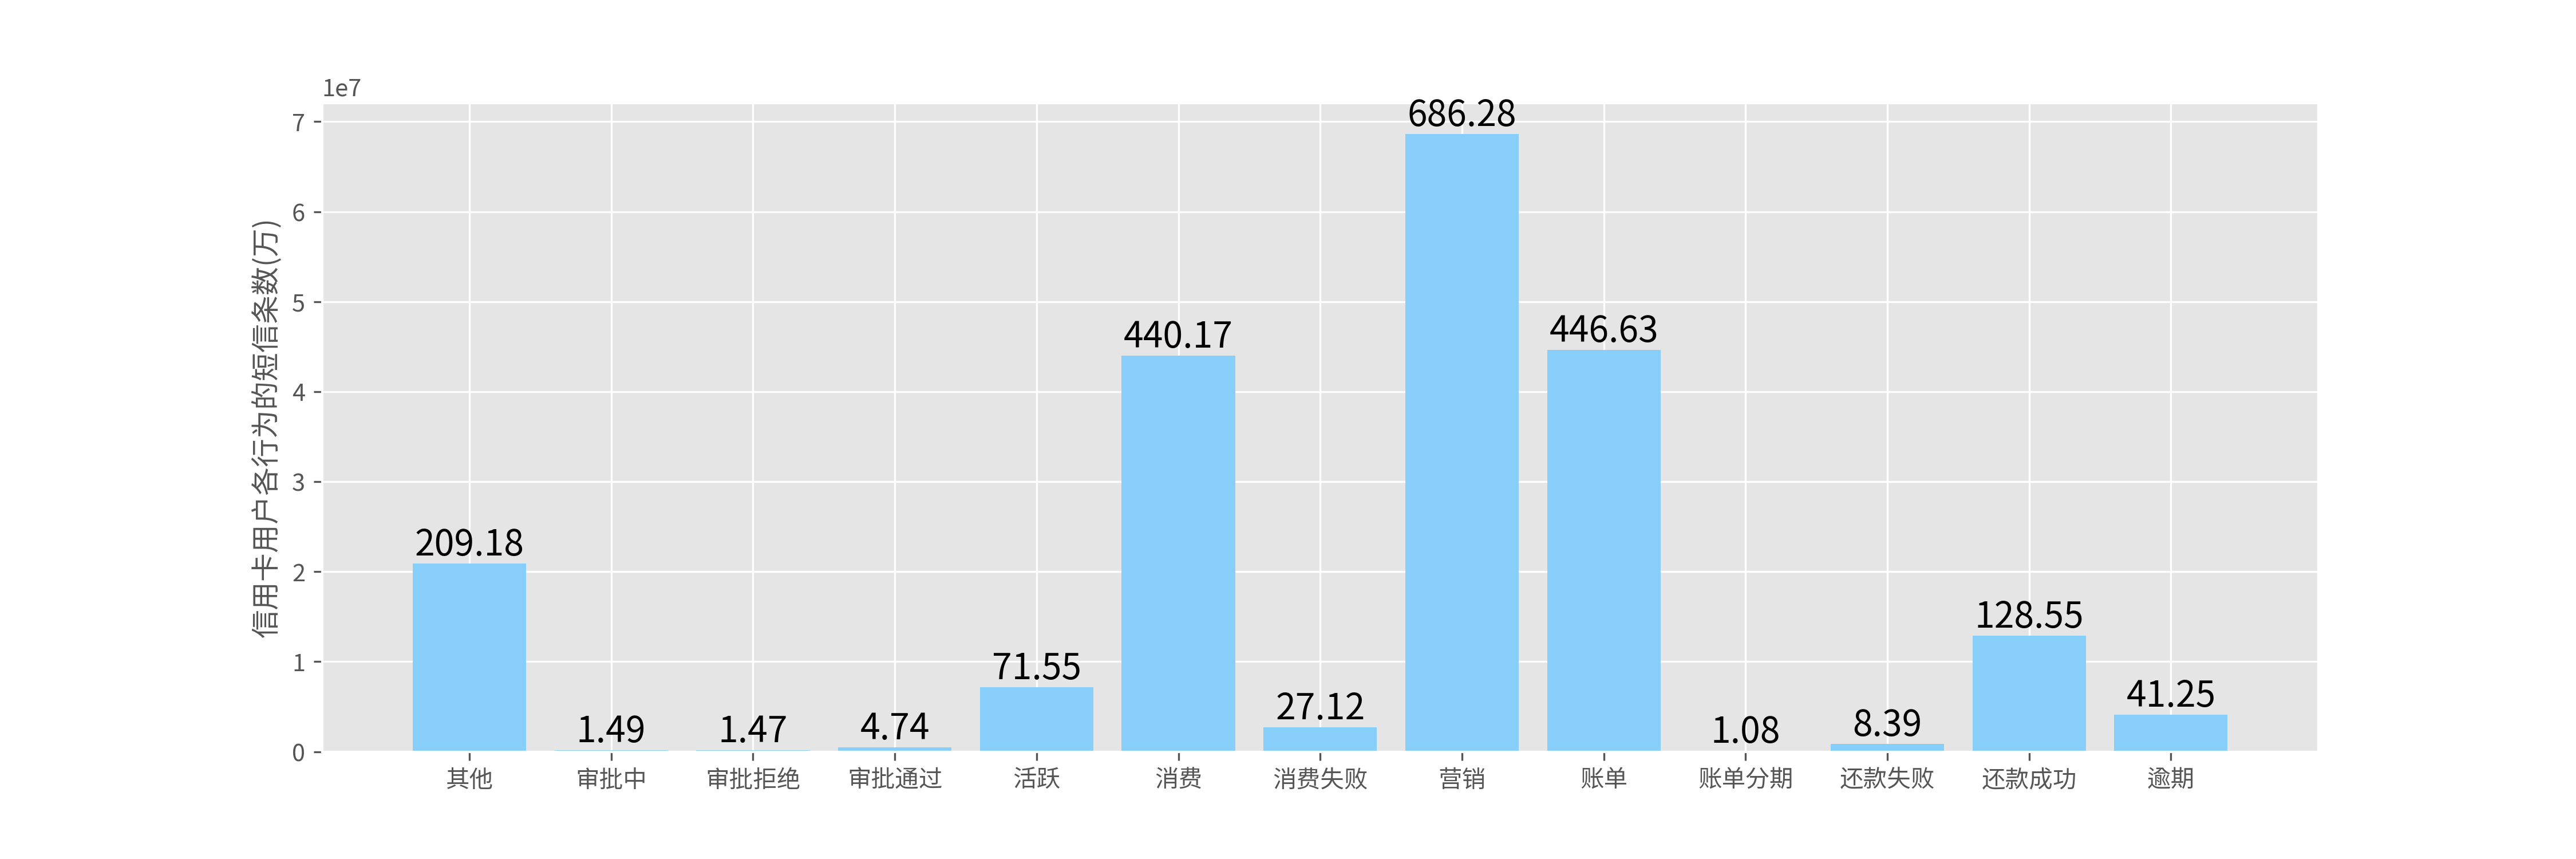 1e7
信用卡用户各行为的短信条数(万)
7
6
5
4
3
2
1
0
209.18
1.49
1.47
4.74
71.55
440.17
27.12
686.28
446.63
1.08
8.39
128.55
41.25
其他
审批中
审批拒绝
审批通过
活跃
消费
消费失败
营销
账单
账单分期
还款失败
还款成功
逾期